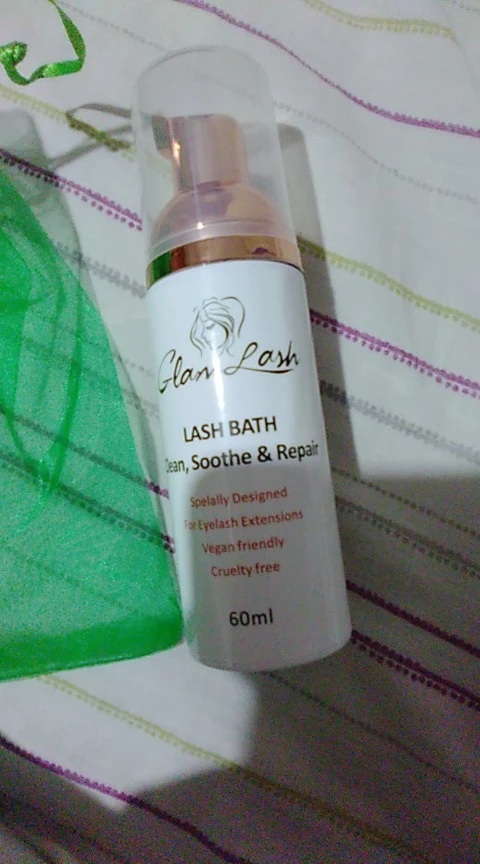 Glam Lash
LASH BATH
Clean, Soothe & Repair
Spelally Designed
For Eyelash Extensions
Vegan friendly
Cruelty free
60ml